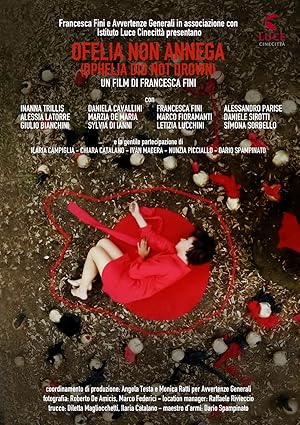 Francesca Fini e Avvertenze Generali in associazione con
Istituto Luce Cinecittà presentano
LUCE
CINECITTÀ
OFELIA NON ANNEGA
(OPHELIA DID NOT DROWN)
UN FILM DI FRANCESCA FINI
con
INANNA TRILLIS DANIELA CAVALLINI FRANCESCA FINI ALESSANDRO PARISE
ALESSIA LATORRE MARZIA DE MARIA MARCO FIORAMANTI DANIELE SIROTTI
GIULIO BIANCHINI SYLVIA DI IANNI LETIZIA LUCCHINI SIMONA SORBELLO
e la gentile partecipazione di
ILARIA CAMPIGLIA - CHIARA CATALANO - IVAN MACERA - NUNZIA PICCIALLO - DARIO SPAMPINATO
coordinamento di produzione: Angela Testa e Monica Ratti per Avvertenze Generali
fotografia: Roberto De Amicis, Marco Federici - location manager: Raffaele Rivieccio
trucco: Diletta Magliocchetti, Ilaria Catalano - maestro d'armi: Dario Spampinato